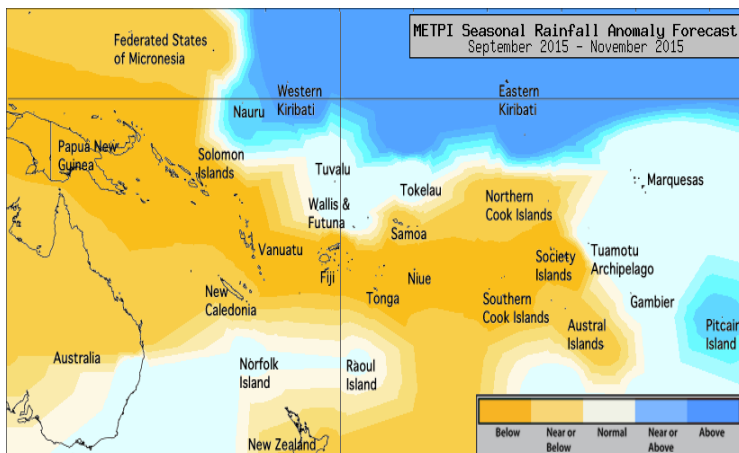 METPI Seasonal Rainfall Anomaly Forecast
September 2015 - November 2015
Federated States
of Micronesia
Western
Kiribati
Eastern
Kiribati
Nauru
Papua New
Guinea
Solomon
Islands
Tuvalu
Tokelau
Marquesas
Northern
Cook Islands
Wallis &
Futuna
Samoa
Vanuatu
Fiji
Niue
Society
Islands
Tuamotu
Archipelago
New
Caledonia
Tonga
Southern
Cook Islands
Gambier
Austral
Islands
Pitcairn
Island
Australia
Norfolk
Island
Raoul
Island
New Zealand
Below
Near or
Below
Normal
Near or
Above
Above